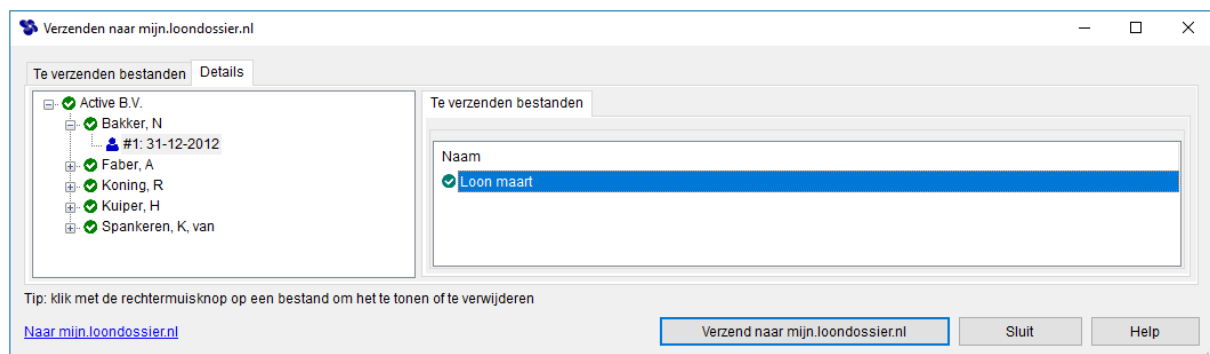 Verzenden naar mijn.loondossier.nl
Te verzenden bestanden Details
Active B.V.
Bakker, N
#1: 31-12-2012
Faber, A
Koning, R
Kuiper, H
Spankeren, K, van
Te verzenden bestanden
Naam
Loon maart
Tip: klik met de rechtermuisknop op een bestand om het te tonen of te verwijderen
Naar mijn.loondossier.nl
Verzend naar mijn.loondossier.nl
Sluit
Help